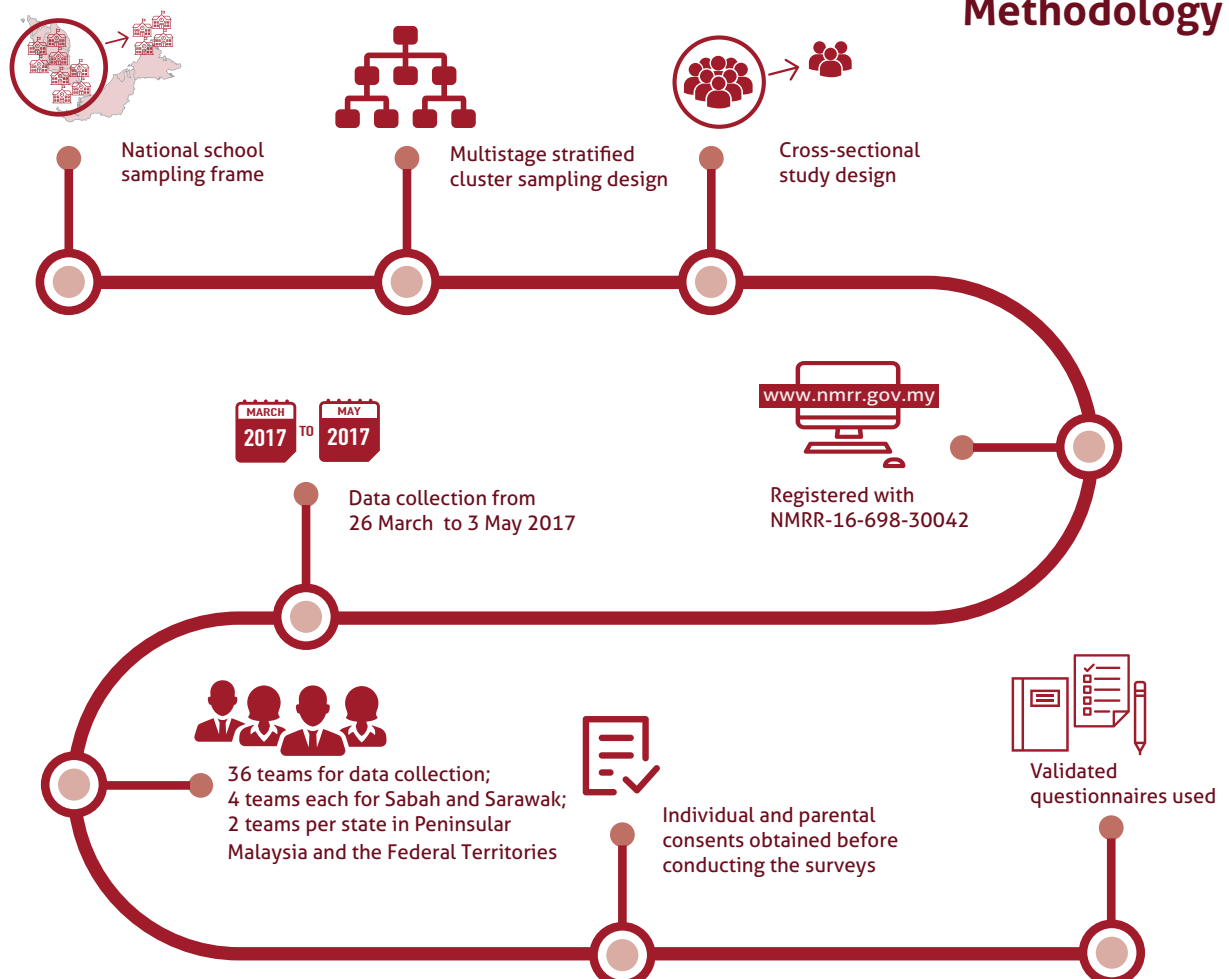 Methodology
National school
sampling frame
Multistage stratified
cluster sampling design
Cross-sectional
study design
www.nmrr.gov.my
Registered with
NMRR-16-698-30042
MARCH
2017
TO
MAY
2017
Data collection from
26 March to 3 May 2017
36 teams for data collection;
4 teams each for Sabah and Sarawak;
2 teams per state in Peninsular
Malaysia and the Federal Territories
Individual and parental
consents obtained before
conducting the surveys
Validated
questionnaires used